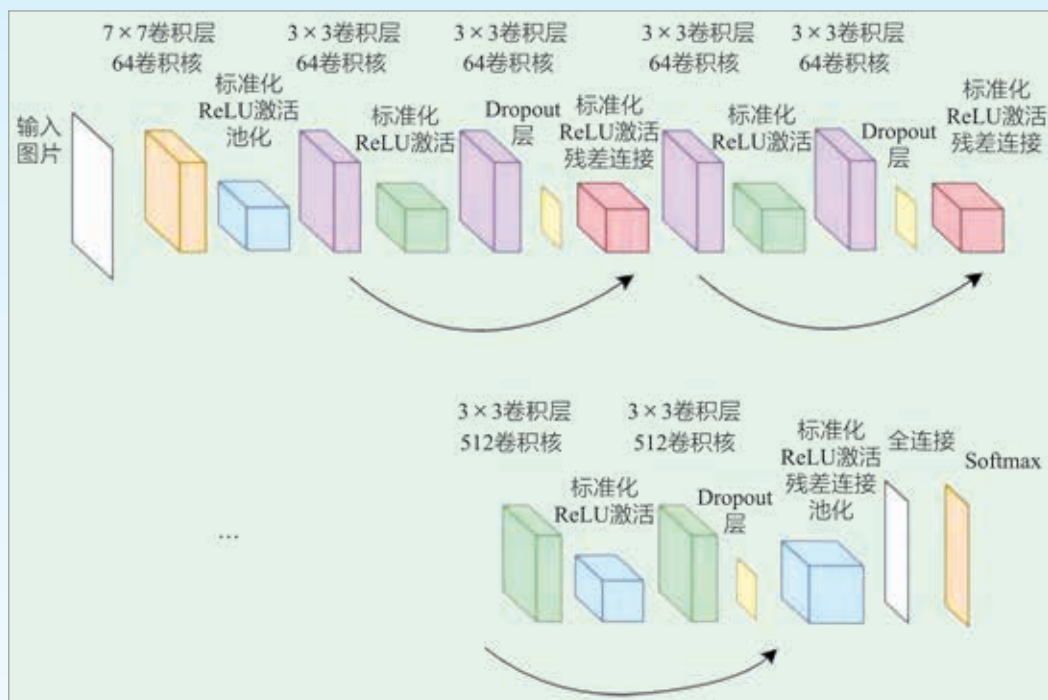 7×7卷积层
64卷积核
3×3卷积层
64卷积核
3×3卷积层
64卷积核
3×3卷积层
64卷积核
3×3卷积层
64卷积核
输入
图片
标准化
ReLU激活
池化
标准化
ReLU激活
Dropout
层
标准化
ReLU激活
残差连接
标准化
ReLU激活
Dropout
层
标准化
ReLU激活
残差连接
...
3×3卷积层
512卷积核
标准化
ReLU激活
3×3卷积层
512卷积核
Dropout
层
标准化
ReLU激活
残差连接
池化
全连接
Softmax